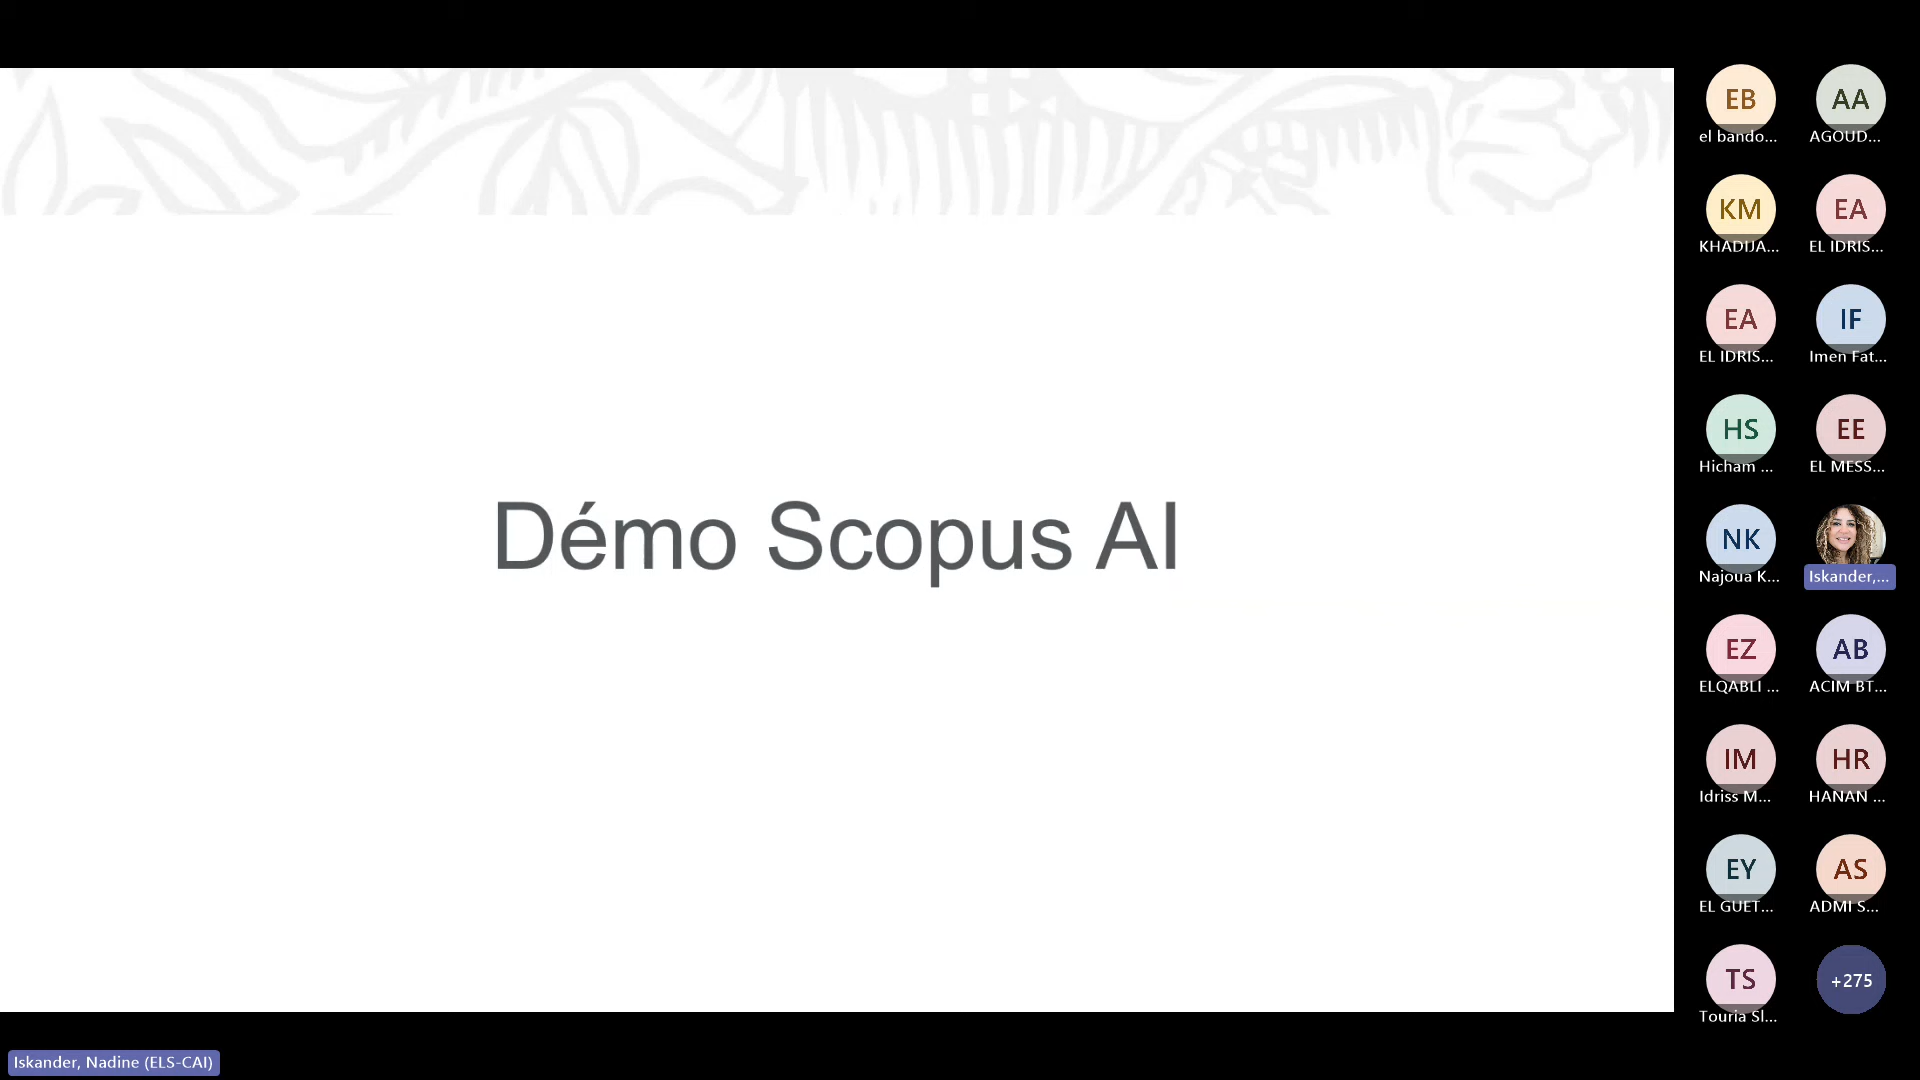 Démo Scopus AI
EB
el bando...
AA
AGOUD...
KM
KHADIJA...
EA
EL IDRIS...
EA
EL IDRIS...
IF
Imen Fat...
HS
Hicham ...
EE
EL MESS...
NK
Najoua K...
Iskander,...
EZ
ELQABLI ...
AB
ACIM BT...
IM
Idriss M...
HR
HANAN ...
EY
EL GUET...
AS
ADMI S...
TS
Touria Sl...
+275
Iskander, Nadine (ELS-CAI)